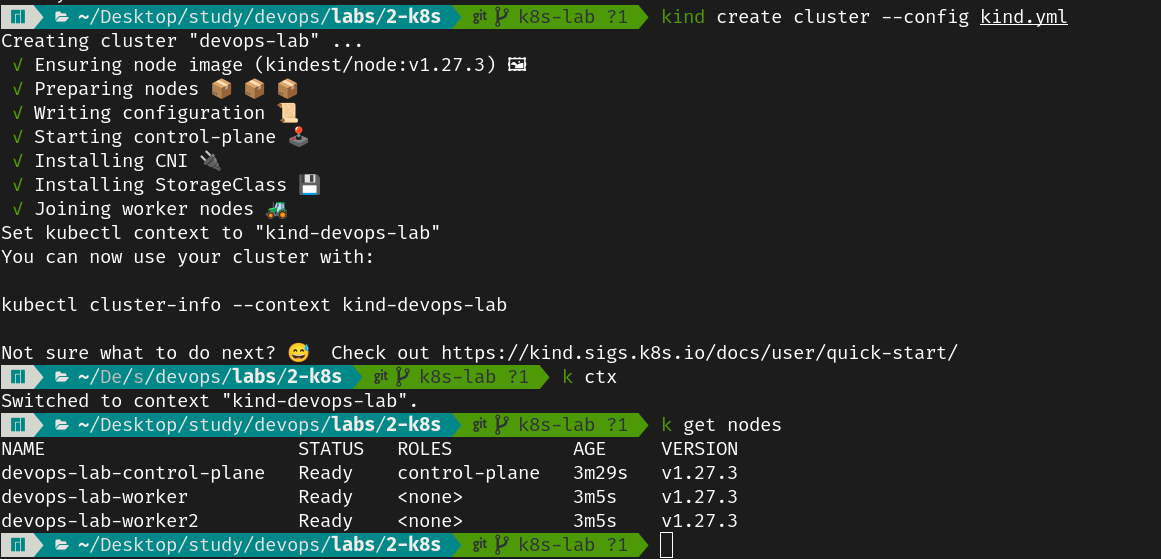 ~/Desktop/study/devops/labs/2-k8s git k8s-lab ?1 kind create cluster --config kind.yml
Creating cluster "devops-lab" ...
✓ Ensuring node image (kindest/node:v1.27.3) 🖼
✓ Preparing nodes 📦 📦 📦
✓ Writing configuration 📜
✓ Starting control-plane 🕹️
✓ Installing CNI 🔌
✓ Installing StorageClass 💾
✓ Joining worker nodes 🚜
Set kubectl context to "kind-devops-lab"
You can now use your cluster with:
kubectl cluster-info --context kind-devops-lab
Not sure what to do next? 😅 Check out https://kind.sigs.k8s.io/docs/user/quick-start/
~/De/s/devops/labs/2-k8s git k8s-lab ?1 k ctx
Switched to context "kind-devops-lab".
~/Desktop/study/devops/labs/2-k8s git k8s-lab ?1 k get nodes
NAME STATUS ROLES AGE VERSION
devops-lab-control-plane Ready control-plane 3m29s v1.27.3
devops-lab-worker Ready <none> 3m5s v1.27.3
devops-lab-worker2 Ready <none> 3m5s v1.27.3
~/Desktop/study/devops/labs/2-k8s git k8s-lab ?1